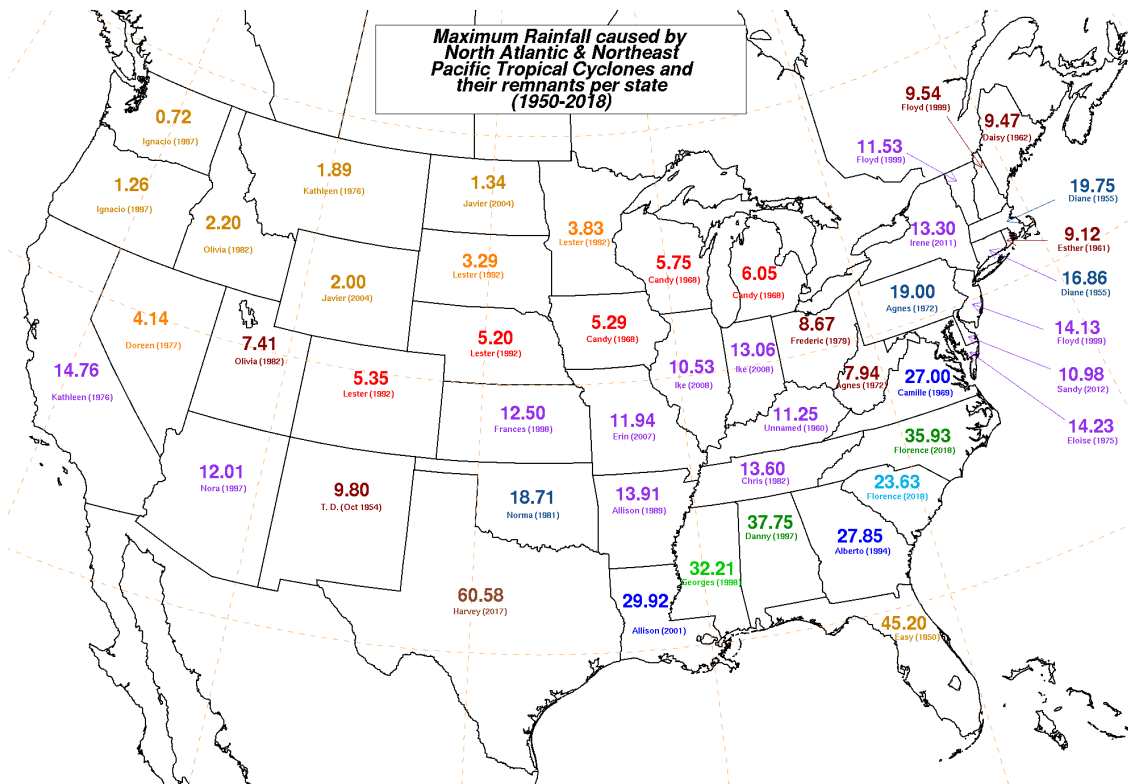 Maximum Rainfall caused by
North Atlantic & Northeast
Pacific Tropical Cyclones and
their remnants per state
(1950-2018)
0.72
Ignacio (1997)
1.26
Ignacio (1997)
2.20
Olivia (1982)
1.89
Kathleen (1976)
1.34
Javier (2004)
3.83
Lester (1992)
3.29
Lester (1992)
2.00
Javier (2004)
4.14
Doreen (1977)
7.41
Olivia (1982)
14.76
Kathleen (1976)
5.35
Lester (1992)
5.20
Lester (1992)
5.29
Candy (1968)
5.75
Candy (1968)
6.05
Candy (1968)
12.01
Nora (1997)
9.80
T. D. (Oct 1954)
12.50
Frances (1998)
11.94
Erin (2007)
10.53
Ike (2008)
13.06
Ike (2008)
8.67
Frederic (1979)
7.94
Agnes (1972)
11.25
Unnamed (1960)
13.60
Chris (1982)
18.71
Norma (1981)
13.91
Allison (1989)
60.58
Harvey (2017)
29.92
Allison (2001)
32.21
Georges (1998)
37.75
Danny (1997)
27.85
Alberto (1994)
45.20
Easy (1950)
23.63
Florence (2018)
35.93
Florence (2018)
27.00
Camille (1969)
19.00
Agnes (1972)
13.30
Irene (2011)
11.53
Floyd (1999)
9.54
Floyd (1999)
9.47
Daisy (1962)
19.75
Diane (1955)
9.12
Esther (1961)
16.86
Diane (1955)
14.13
Floyd (1999)
10.98
Sandy (2012)
14.23
Eloise (1975)